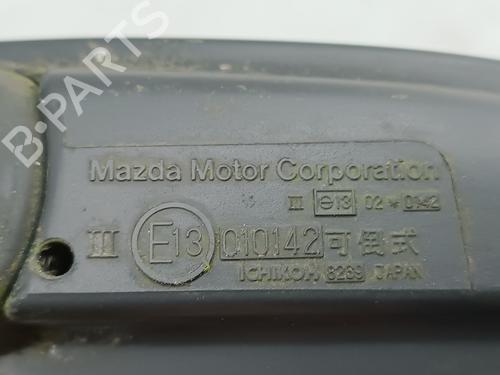 B-PARTS
Mazda Motor Corporation
II e13 02 * 0142
III E13 010142 可倒式
ICHIKOH 8269 JAPAN